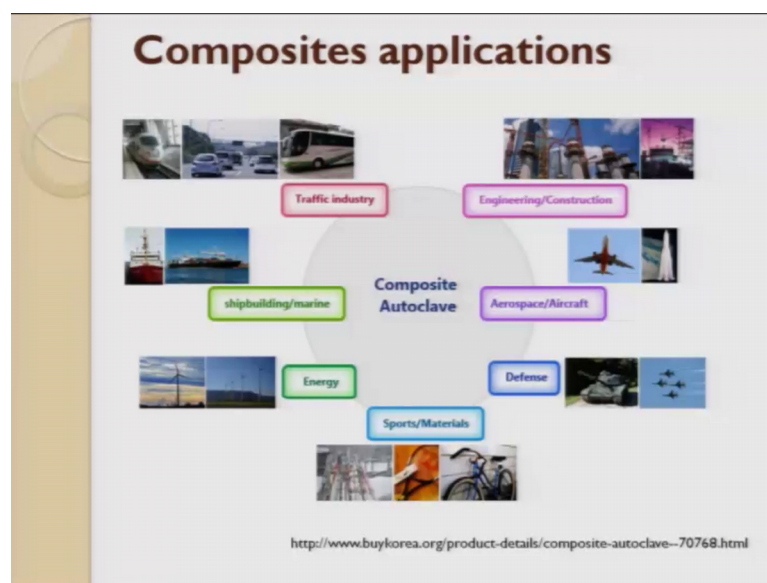 Composites applications
Traffic industry
Engineering/Construction
shipbuilding/marine
Composite
Autoclave
Aerospace/Aircraft
Energy
Defense
Sports/Materials
http://www.buykorea.org/product-details/composite-autoclave--70768.html